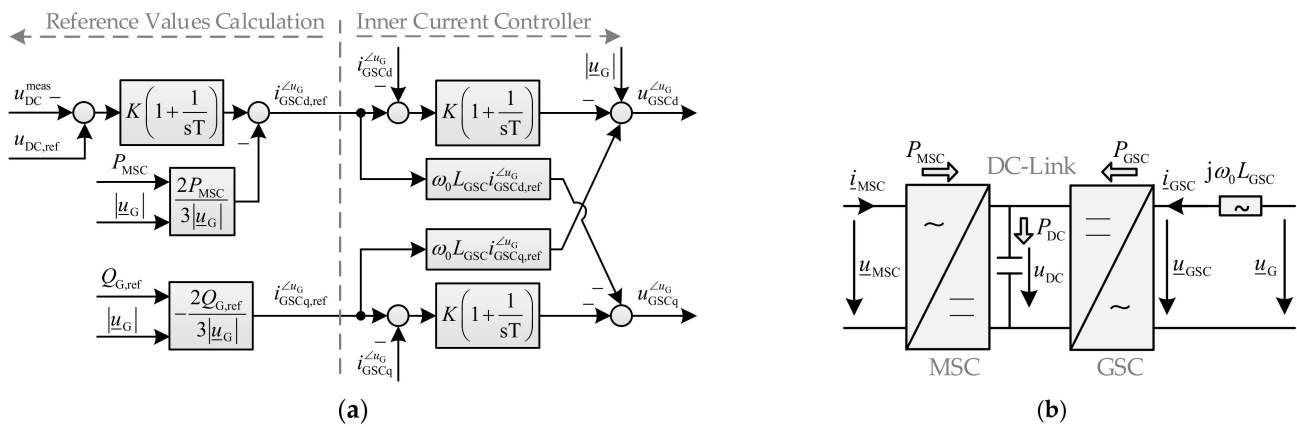 Reference Values Calculation
Inner Current Controller
i_GSCd^∠u_G
|u_G|
u_DC^meas
−
K(1+1/sT)
−
i_GSCd,ref^∠u_G
−
K(1+1/sT)
−
u_GSCd^∠u_G
u_DC,ref
P_MSC
|u_G|
2P_MSC/3|u_G|
ω_0 L_GSC i_GSCd,ref^∠u_G
ω_0 L_GSC i_GSCq,ref^∠u_G
Q_G,ref
|u_G|
−2Q_G,ref/3|u_G|
i_GSCq,ref^∠u_G
−
K(1+1/sT)
−
−
u_GSCq^∠u_G
i_GSCq^∠u_G
(a)
P_MSC
DC-Link
P_GSC
i_MSC
i_GSC
jω_0 L_GSC
~
~
P_DC
u_MSC
u_DC
u_GSC
u_G
~
MSC
GSC
(b)